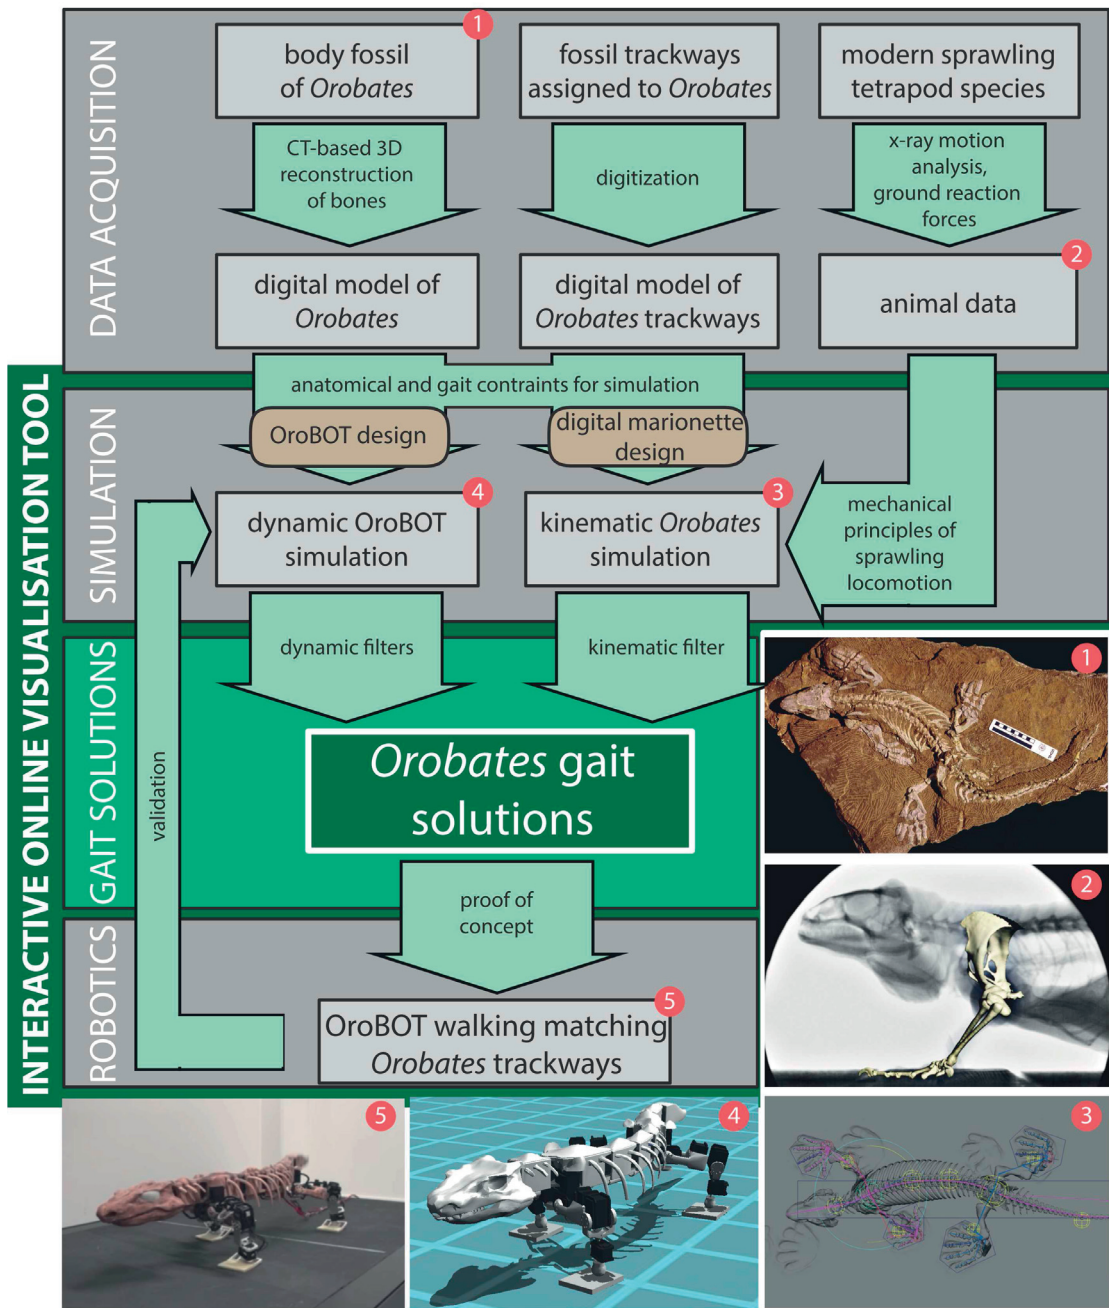 INTERACTIVE ONLINE VISUALISATION TOOL
DATA ACQUISITION
1
body fossil
of Orobates
fossil trackways
assigned to Orobates
modern sprawling
tetrapod species
CT-based 3D
reconstruction
of bones
digitization
x-ray motion
analysis,
ground reaction
forces
digital model of
Orobates
digital model of
Orobates trackways
2
animal data
anatomical and gait contraints for simulation
SIMULATION
OroBOT design
digital marionette
design
4
dynamic OroBOT
simulation
3
kinematic Orobates
simulation
mechanical
principles of
sprawling
locomotion
GAIT SOLUTIONS
dynamic filters
kinematic filter
Orobates gait
solutions
validation
proof of
concept
ROBOTICS
5
OroBOT walking matching
Orobates trackways
1
2
3
4
5